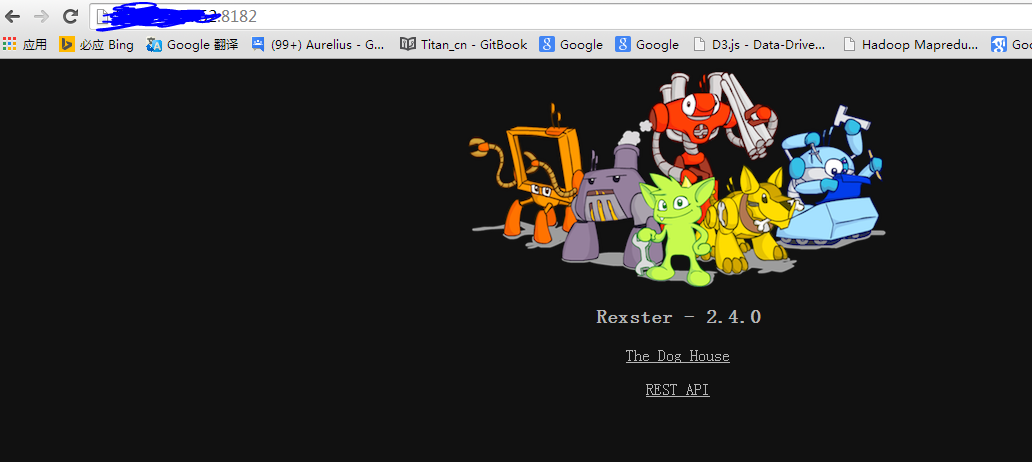 2:8182
应用 必应 Bing Google 翻译 (99+) Aurelius - G... Titan_cn - GitBook Google Google D3.js - Data-Drive... Hadoop Mapredu... Goo
Rexster - 2.4.0
The Dog House
REST API